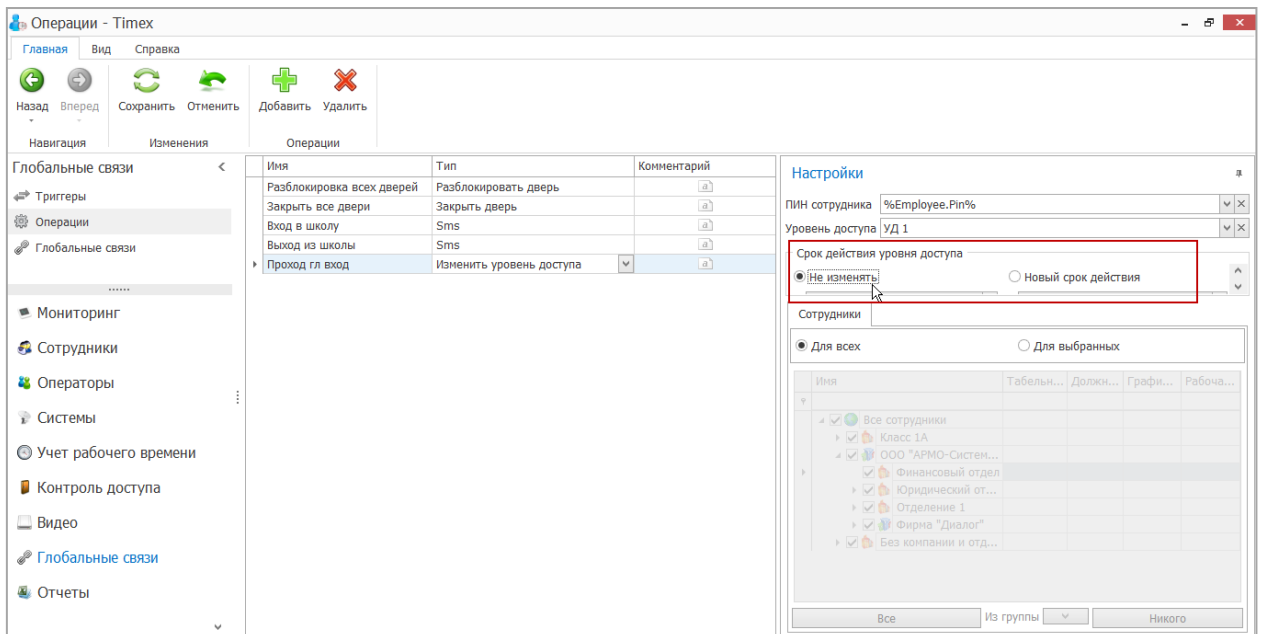 Операции - Timex
Главная Вид Справка
Назад Вперед Сохранить Отменить Добавить Удалить
Навигация Изменения Операции
Глобальные связи
Триггеры
Операции
Глобальные связи
Мониторинг
Сотрудники
Операторы
Системы
Учет рабочего времени
Контроль доступа
Видео
Глобальные связи
Отчеты
Имя Тип Комментарий
Разблокировка всех дверей Разблокировать дверь a
Закрыть все двери Закрыть дверь a
Вход в школу Sms a
Выход из школы Sms a
Проход гл вход Изменить уровень доступа a
Настройки
ПИН сотрудника %Employee.Pin%
Уровень доступа УД 1
Срок действия уровня доступа
Не изменять Новый срок действия
Сотрудники
Для всех Для выбранных
Имя Табельн... Должн... Графи... Рабоча...
Все сотрудники
Класс 1А
ООО "АРМО-Систем...
Финансовый отдел
Юридический от...
Отделение 1
Фирма "Диалог"
Без компании и отд...
Все Из группы Никого